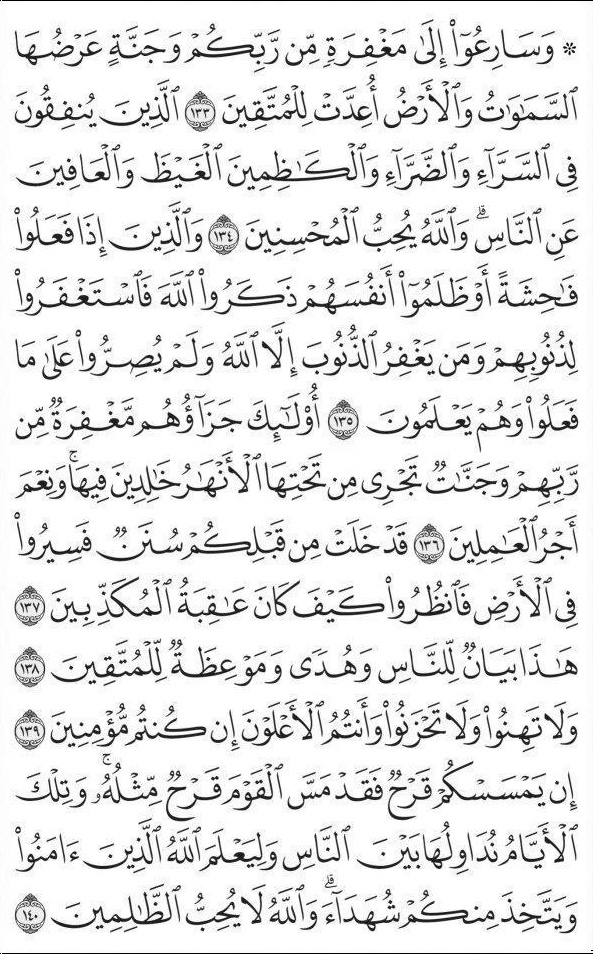 ۞ وَسَارِعُوٓا۟ إِلَىٰ مَغْفِرَةٍ مِّن رَّبِّكُمْ وَجَنَّةٍ عَرْضُهَا
ٱلسَّمَٰوَٰتُ وَٱلْأَرْضُ أُعِدَّتْ لِلْمُتَّقِينَ ١٣٣ ٱلَّذِينَ يُنفِقُونَ
فِى ٱلسَّرَّآءِ وَٱلضَّرَّآءِ وَٱلْكَٰظِمِينَ ٱلْغَيْظَ وَٱلْعَافِينَ
عَنِ ٱلنَّاسِ ۗ وَٱللَّهُ يُحِبُّ ٱلْمُحْسِنِينَ ١٣٤ وَٱلَّذِينَ إِذَا فَعَلُوا۟
فَٰحِشَةً أَوْ ظَلَمُوٓا۟ أَنفُسَهُمْ ذَكَرُوا۟ ٱللَّهَ فَٱسْتَغْفَرُوا۟
لِذُنُوبِهِمْ وَمَن يَغْفِرُ ٱلذُّنُوبَ إِلَّا ٱللَّهُ وَلَمْ يُصِرُّوا۟ عَلَىٰ مَا
فَعَلُوا۟ وَهُمْ يَعْلَمُونَ ١٣٥ أُو۟لَٰٓئِكَ جَزَآؤُهُم مَّغْفِرَةٌ مِّن
رَّبِّهِمْ وَجَنَّٰتٌ تَجْرِى مِن تَحْتِهَا ٱلْأَنْهَٰرُ خَٰلِدِينَ فِيهَا ۚ وَنِعْمَ
أَجْرُ ٱلْعَٰمِلِينَ ١٣٦ قَدْ خَلَتْ مِن قَبْلِكُمْ سُنَنٌ فَسِيرُوا۟
فِى ٱلْأَرْضِ فَٱنظُرُوا۟ كَيْفَ كَانَ عَٰقِبَةُ ٱلْمُكَذِّبِينَ ١٣٧
هَٰذَا بَيَانٌ لِّلنَّاسِ وَهُدًى وَمَوْعِظَةٌ لِّلْمُتَّقِينَ ١٣٨
وَلَا تَهِنُوا۟ وَلَا تَحْزَنُوا۟ وَأَنتُمُ ٱلْأَعْلَوْنَ إِن كُنتُم مُّؤْمِنِينَ ١٣٩
إِن يَمْسَسْكُمْ قَرْحٌ فَقَدْ مَسَّ ٱلْقَوْمَ قَرْحٌ مِّثْلُهُۥ ۚ وَتِلْكَ
ٱلْأَيَّامُ نُدَاوِلُهَا بَيْنَ ٱلنَّاسِ وَلِيَعْلَمَ ٱللَّهُ ٱلَّذِينَ ءَامَنُوا۟
وَيَتَّخِذَ مِنكُمْ شُهَدَآءَ ۗ وَٱللَّهُ لَا يُحِبُّ ٱلظَّٰلِمِينَ ١٤٠